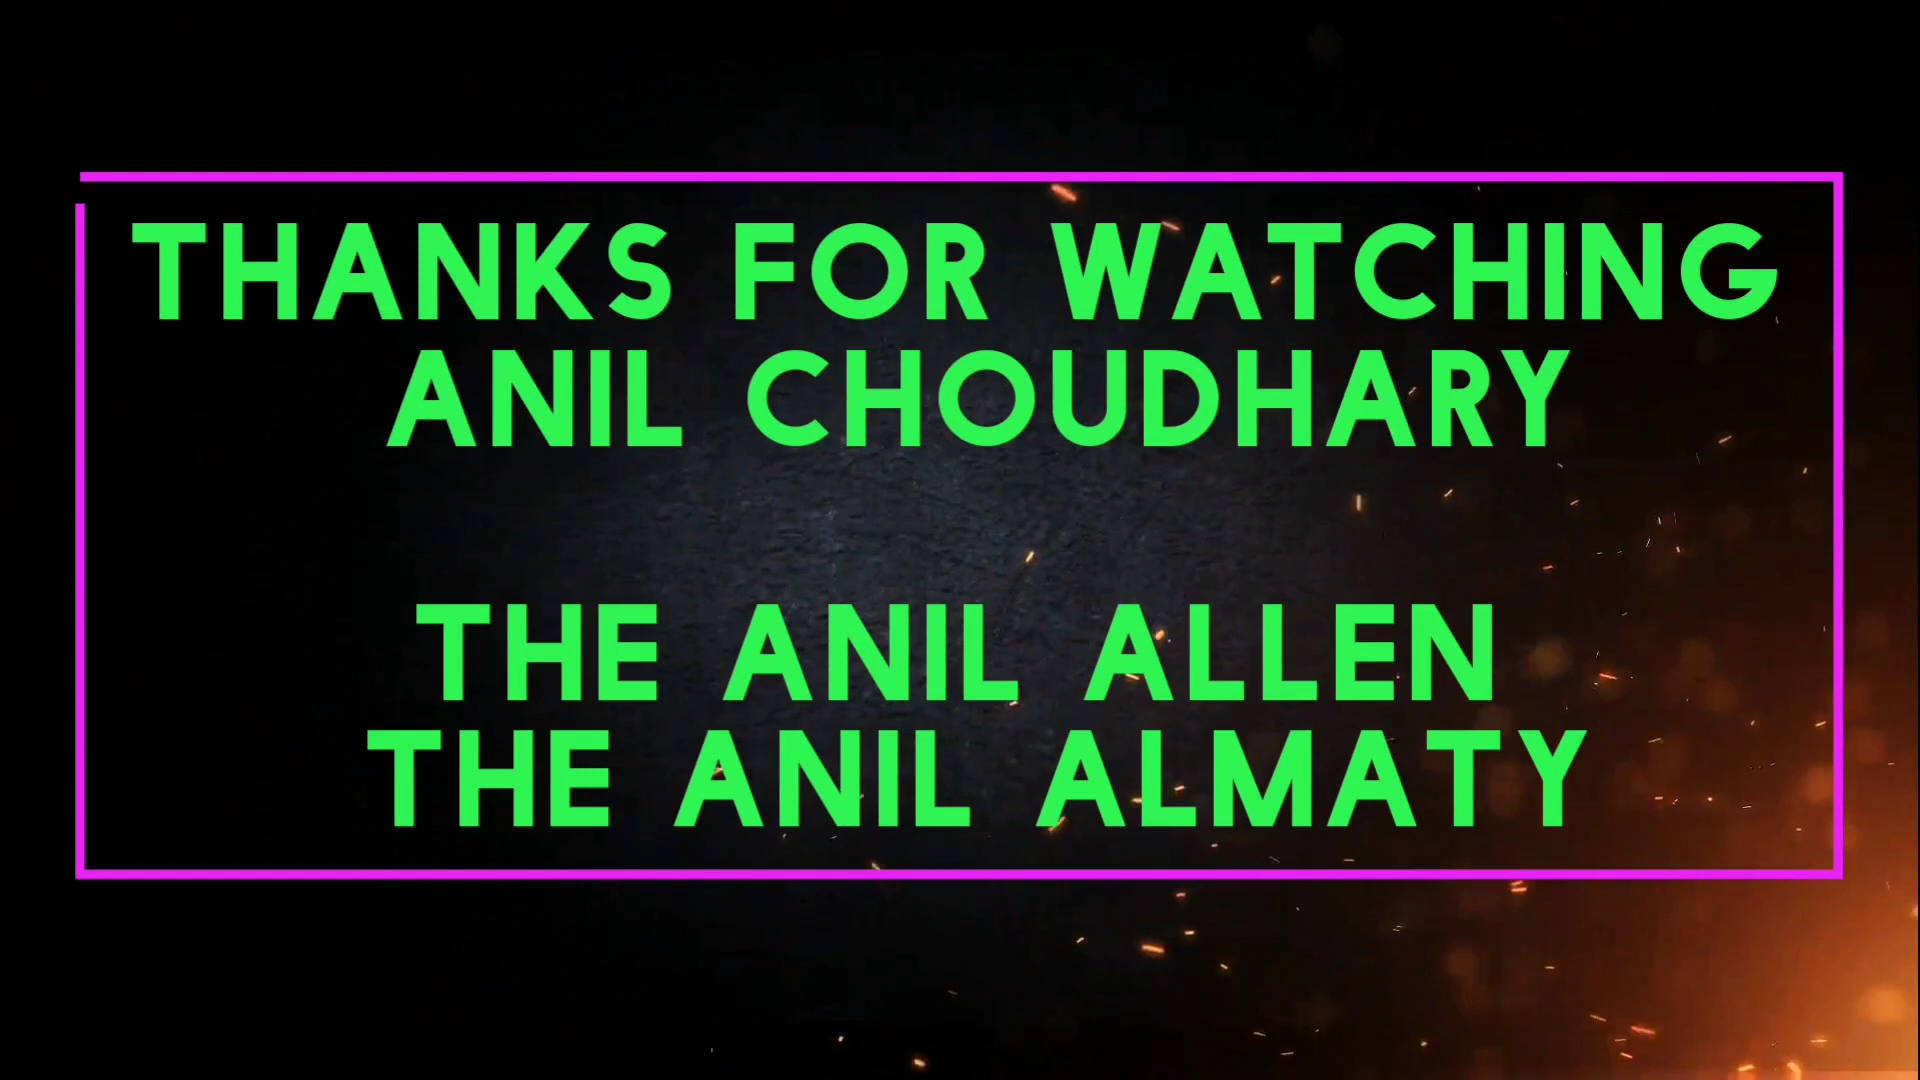 THANKS FOR WATCHING
ANIL CHOUDHARY
THE ANIL ALLEN
THE ANIL ALMATY